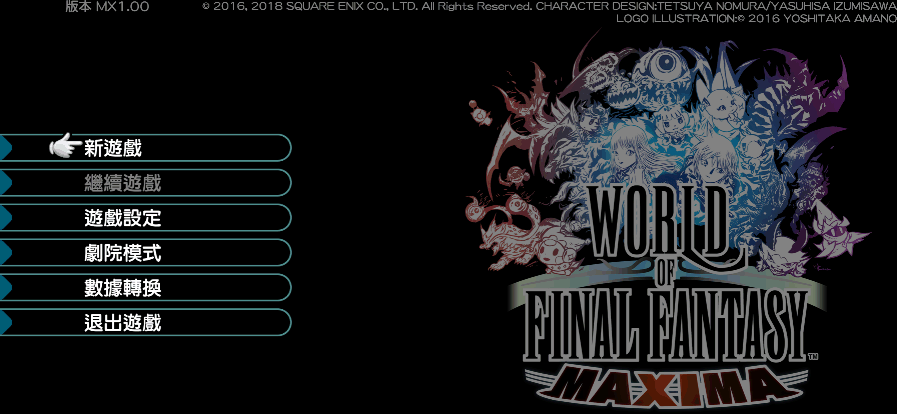 版本 MX1.00
© 2016, 2018 SQUARE ENIX CO., LTD. All Rights Reserved. CHARACTER DESIGN:TETSUYA NOMURA/YASUHISA IZUMISAWA
LOGO ILLUSTRATION:© 2016 YOSHITAKA AMANO
新遊戲
繼續遊戲
遊戲設定
劇院模式
數據轉換
退出遊戲
WORLD
OF
FINAL FANTASY™
MAXIMA